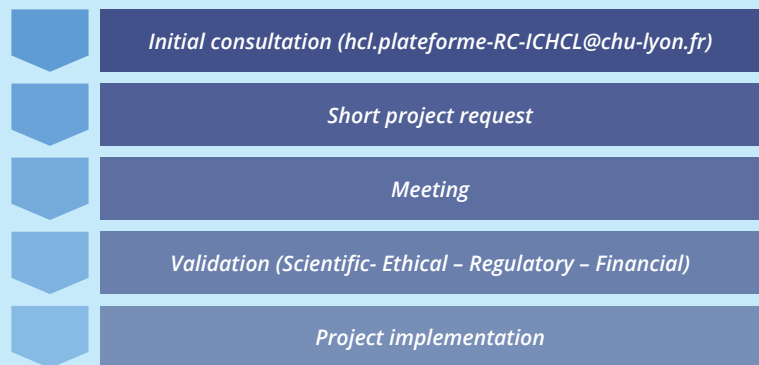 Initial consultation (hcl.plateforme-RC-ICHCL@chu-lyon.fr)
Short project request
Meeting
Validation (Scientific- Ethical – Regulatory – Financial)
Project implementation